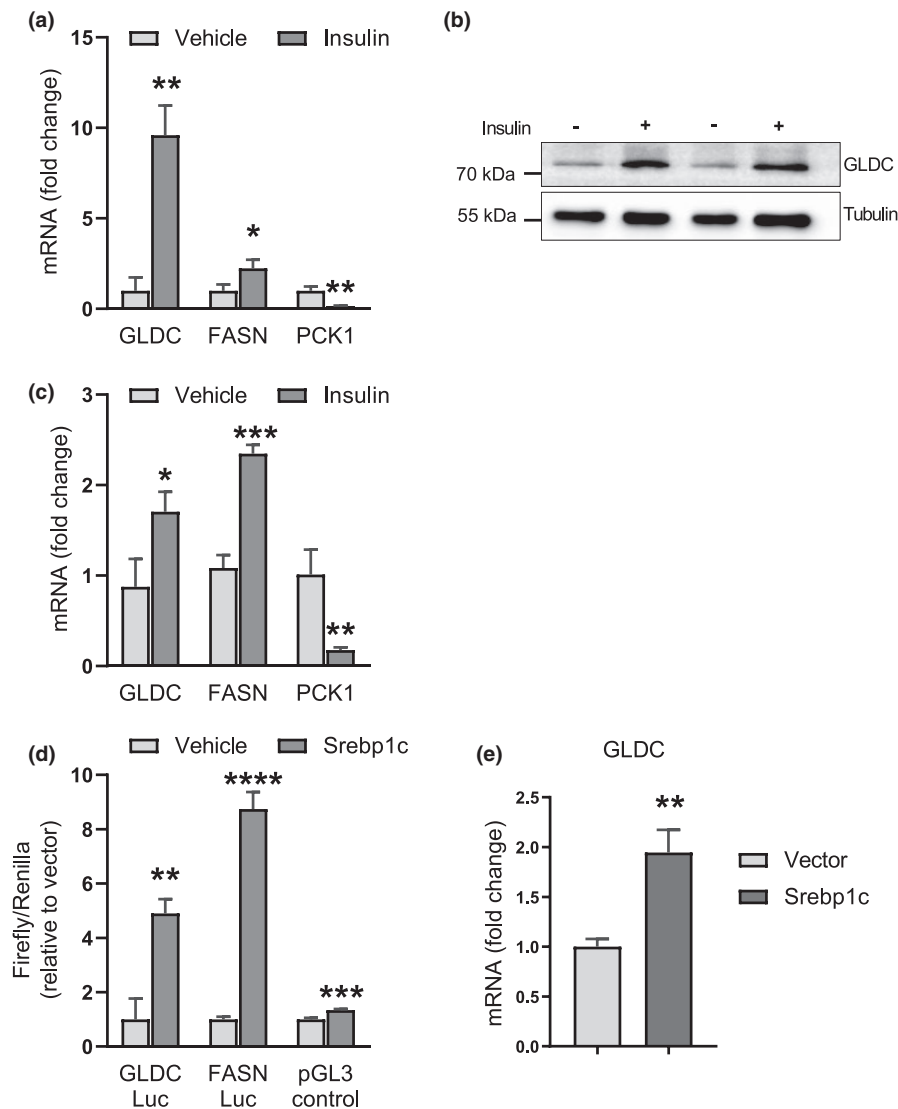 (a)
Vehicle Insulin
15
10
5
0
mRNA (fold change)
**
*
**
GLDC FASN PCK1
(b)
Insulin - + - +
70 kDa
GLDC
55 kDa
Tubulin
(c)
Vehicle Insulin
3
2
1
0
mRNA (fold change)
*
***
**
GLDC FASN PCK1
(d)
Vehicle Srebp1c
10
8
6
4
2
0
Firefly/Renilla
(relative to vector)
**
****
***
GLDC FASN pGL3
Luc Luc control
(e)
GLDC
2.5
2.0
1.5
1.0
0.5
0.0
mRNA (fold change)
**
Vector
Srebp1c